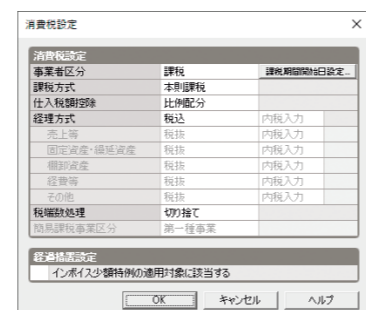 消費税設定
消費税設定
事業者区分 課税 課税期間開始日設定...
課税方式 本則課税
仕入税額控除 比例配分
経理方式 税込 内税入力
売上等 税抜 内税入力
固定資産・繰延資産 税抜 内税入力
棚卸資産 税抜 内税入力
経費等 税抜 内税入力
その他 税抜 内税入力
税端数処理 切り捨て
簡易課税事業区分 第一種事業
経過措置設定
インボイス少額特例の適用対象に該当する
OK キャンセル ヘルプ